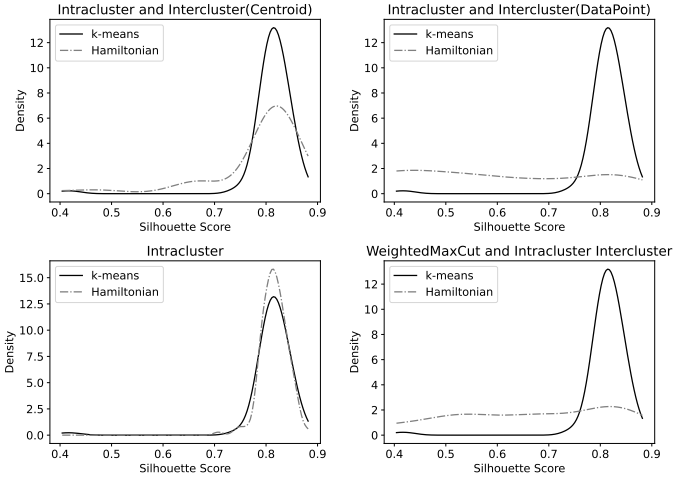 Intracluster and Intercluster(Centroid)
12
10
8
6
4
2
0
Density
k-means
Hamiltonian
0.4 0.5 0.6 0.7 0.8 0.9
Silhouette Score
Intracluster and Intercluster(DataPoint)
12
10
8
6
4
2
0
Density
k-means
Hamiltonian
0.4 0.5 0.6 0.7 0.8 0.9
Silhouette Score
Intracluster
15.0
12.5
10.0
7.5
5.0
2.5
0.0
Density
k-means
Hamiltonian
0.4 0.5 0.6 0.7 0.8 0.9
Silhouette Score
WeightedMaxCut and Intracluster Intercluster
12
10
8
6
4
2
0
Density
k-means
Hamiltonian
0.4 0.5 0.6 0.7 0.8 0.9
Silhouette Score